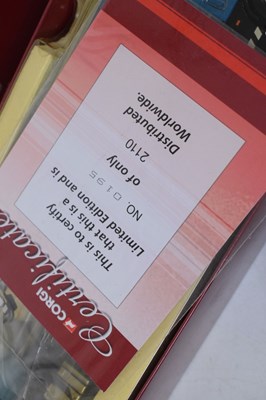 CORGI
Certificate
This is to certify
that this is a
Limited Edition and is
NO. 0195
of only
2110
Distributed
Worldwide.